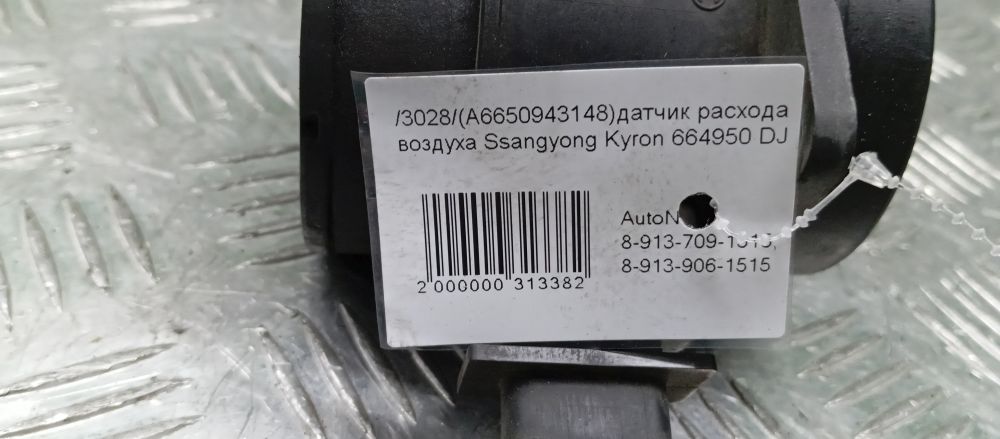 /3028/(A6650943148)датчик расхода
воздуха Ssangyong Kyron 664950 DJ
8-913-906-1515
2 000000 313382